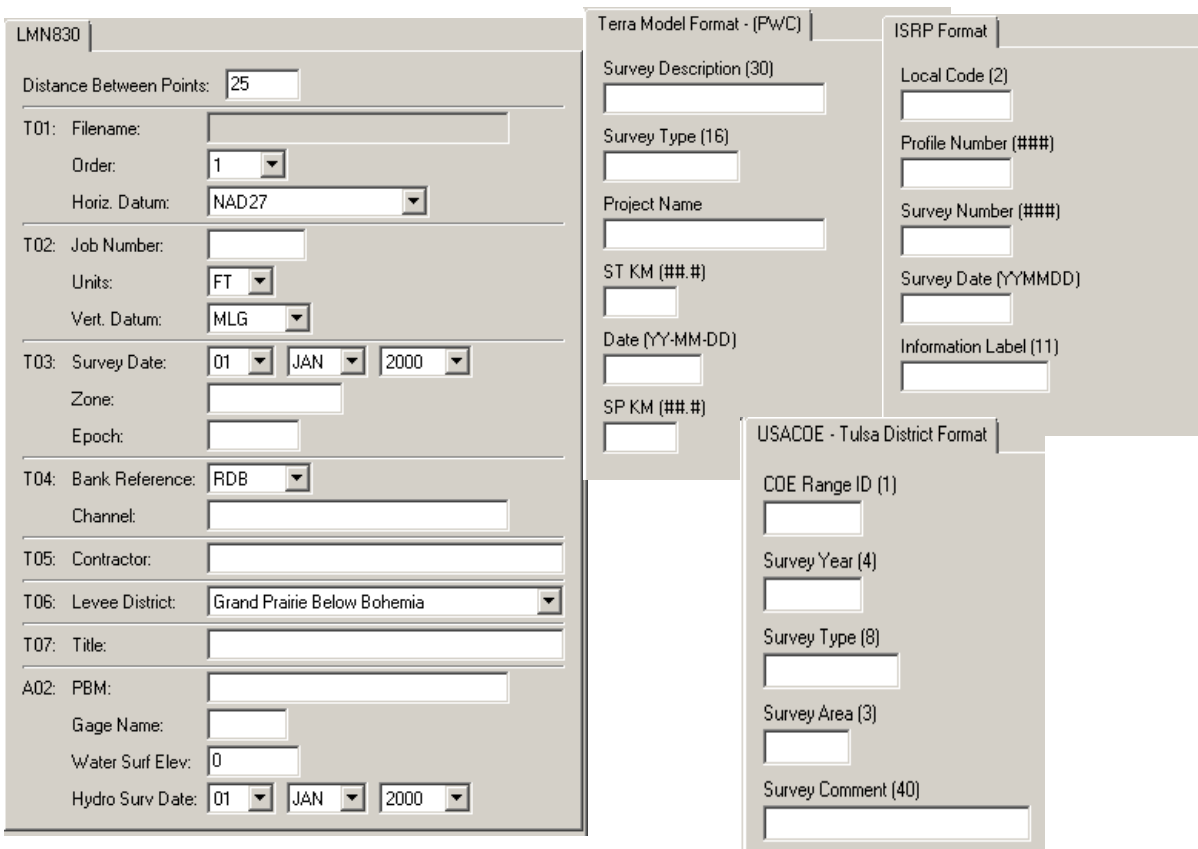 LMN830
Distance Between Points: 25
T01: Filename:
Order: 1
Horiz. Datum: NAD27
T02: Job Number:
Units: FT
Vert. Datum: MLG
T03: Survey Date: 01 JAN 2000
Zone:
Epoch:
T04: Bank Reference: RDB
Channel:
T05: Contractor:
T06: Levee District: Grand Prairie Below Bohemia
T07: Title:
A02: PBM:
Gage Name:
Water Surf Elev: 0
Hydro Surv Date: 01 JAN 2000
Terra Model Format - (PWC)
Survey Description (30)
Survey Type (16)
Project Name
ST KM (##.#)
Date (YY-MM-DD)
SP KM (##.#)
ISRP Format
Local Code (2)
Profile Number (###)
Survey Number (###)
Survey Date (YYMMDD)
Information Label (11)
USACOE - Tulsa District Format
COE Range ID (1)
Survey Year (4)
Survey Type (8)
Survey Area (3)
Survey Comment (40)